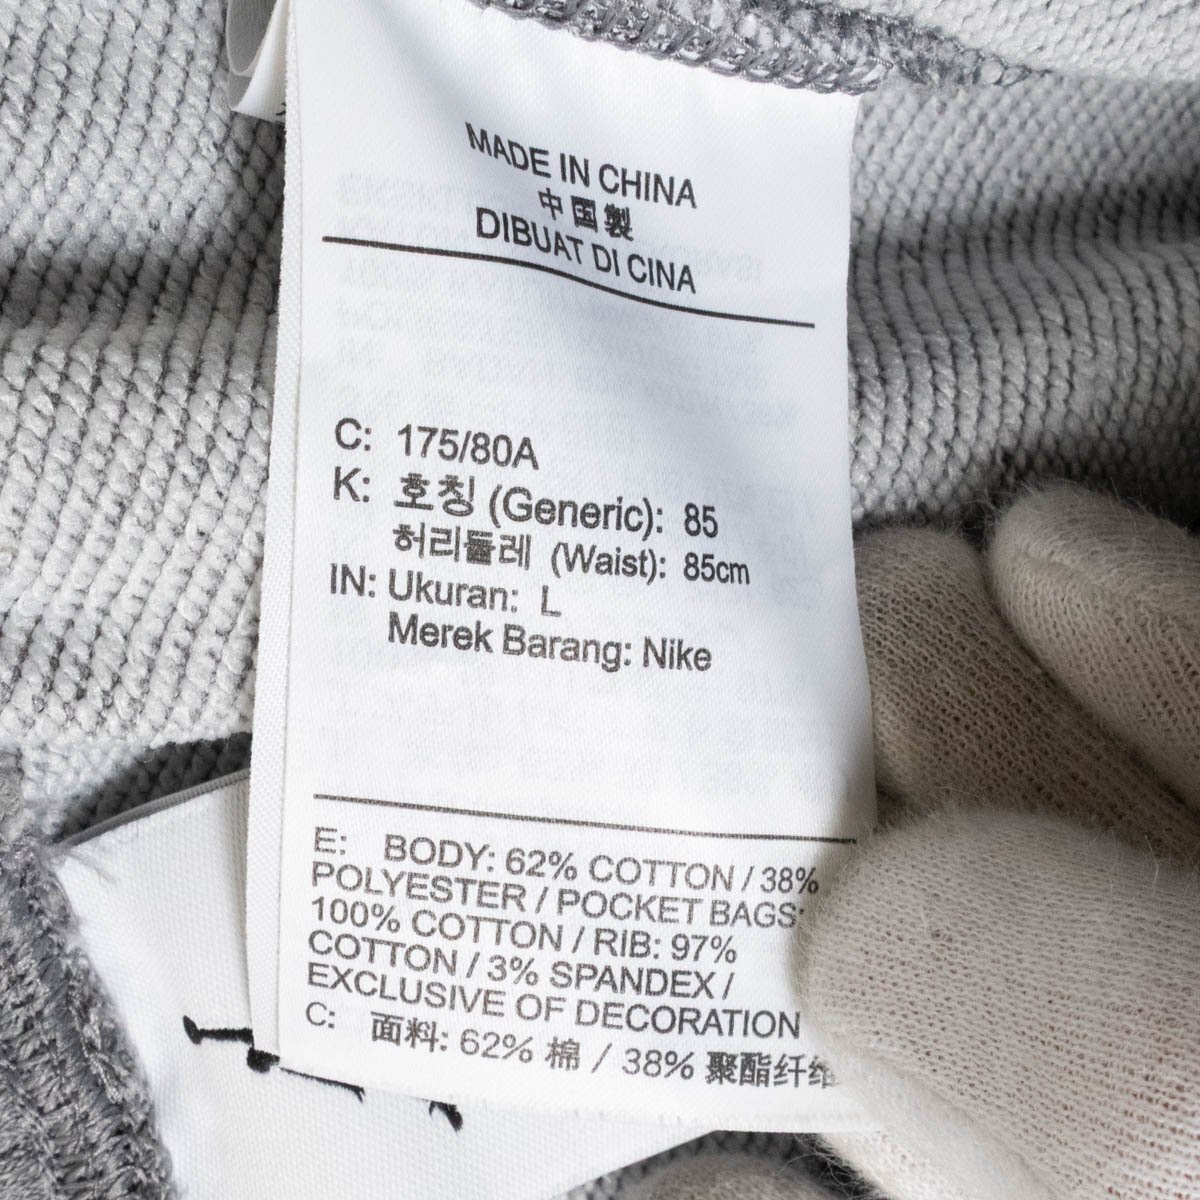 MADE IN CHINA
中国製
DIBUAT DI CINA
C: 175/80A
K: 호칭 (Generic): 85
허리둘레 (Waist): 85cm
IN: Ukuran: L
Merek Barang: Nike
E: BODY: 62% COTTON / 38%
POLYESTER / POCKET BAGS:
100% COTTON / RIB: 97%
COTTON / 3% SPANDEX /
EXCLUSIVE OF DECORATION
C: 面料: 62% 棉 / 38% 聚酯纤维